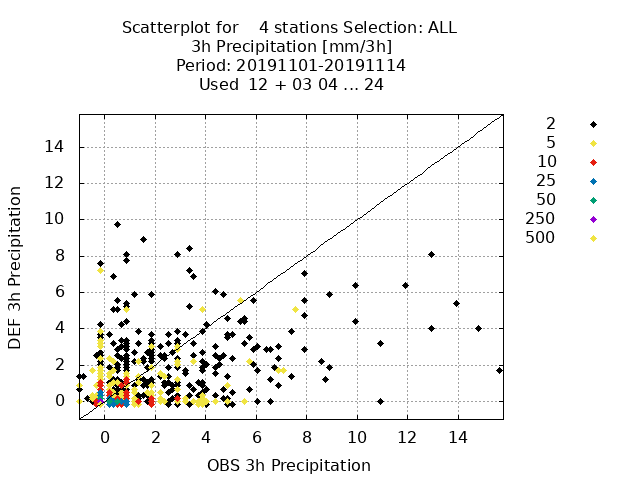 Scatterplot for    4 stations Selection: ALL
3h Precipitation [mm/3h]
Period: 20191101-20191114
Used  12 + 03 04 ... 24
14
12
10
8
6
4
2
0
DEF 3h Precipitation
0 2 4 6 8 10 12 14
OBS 3h Precipitation
2
5
10
25
50
250
500